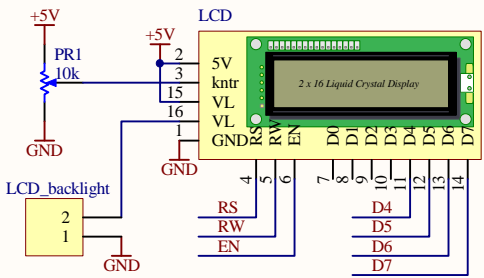 LCD
+5V
+5V
PR1
10k
GND
2
3
15
16
1
5V
kntr
VL
VL
GND
2 x 16 Liquid Crystal Display
RS
RW
EN
D0
D1
D2
D3
D4
D5
D6
D7
4
5
6
7
8
9
10
11
12
13
14
GND
LCD_backlight
2
1
GND
RS
RW
EN
D4
D5
D6
D7